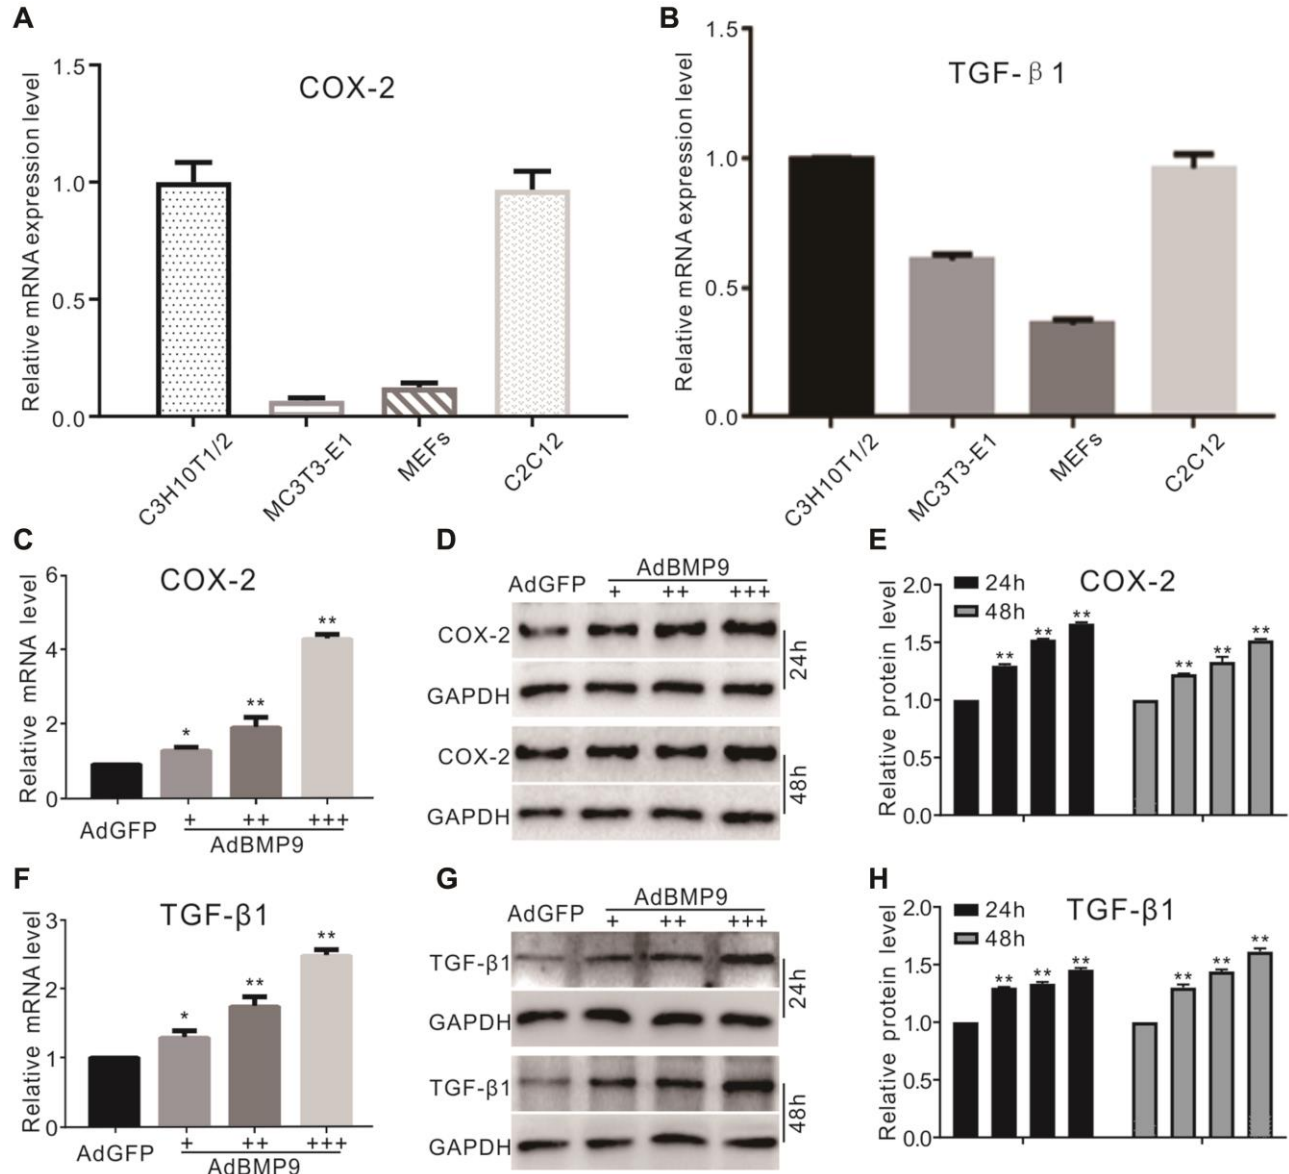 A
COX-2
Relative mRNA expression level
1.5
1.0
0.5
0.0
C3H10T1/2
MC3T3-E1
MEFs
C2C12
B
TGF-β1
Relative mRNA expression level
1.5
1.0
0.5
0.0
C3H10T1/2
MC3T3-E1
MEFs
C2C12
C
COX-2
Relative mRNA level
6
4
2
0
*
**
**
AdGFP
+
++
+++
AdBMP9
D
AdBMP9
AdGFP
+
++
+++
COX-2
GAPDH
24h
COX-2
GAPDH
48h
E
COX-2
24h
48h
Relative protein level
2.0
1.5
1.0
0.5
0.0
** ** ** ** ** **
F
TGF-β1
Relative mRNA level
3
2
1
0
*
**
**
AdGFP
+
++
+++
AdBMP9
G
AdBMP9
AdGFP
+
++
+++
TGF-β1
GAPDH
24h
TGF-β1
GAPDH
48h
H
TGF-β1
24h
48h
Relative protein level
2.0
1.5
1.0
0.5
0.0
** ** ** ** ** **